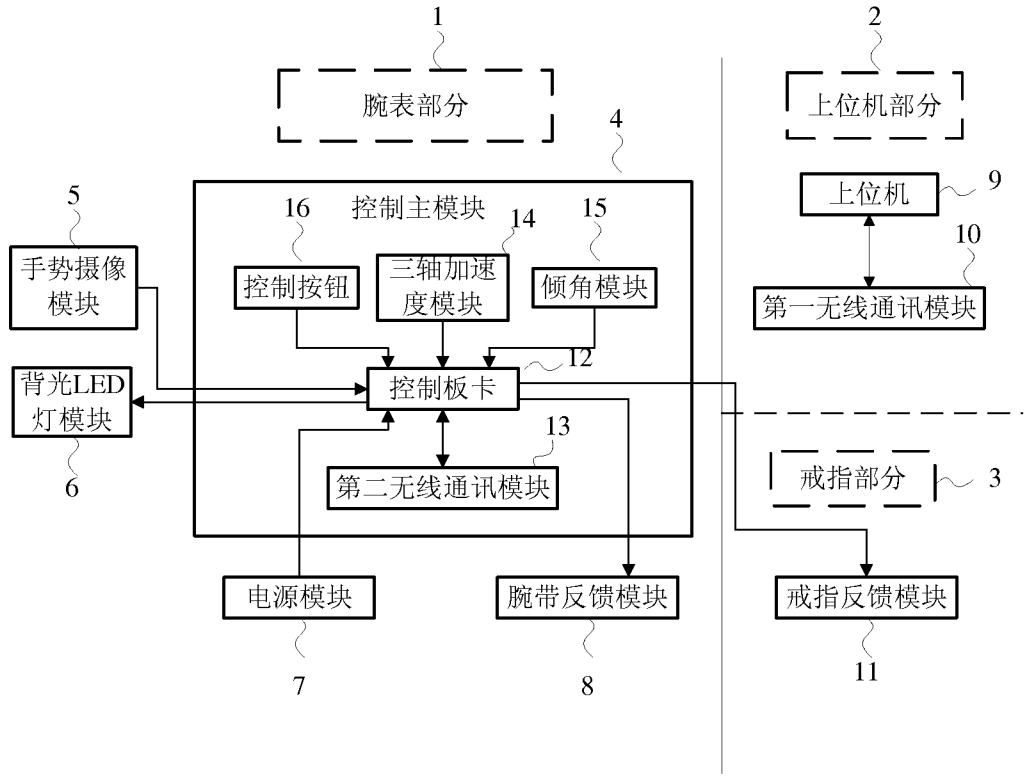 1
2
腕表部分
上位机部分
4
5
控制主模块
上位机
9
16
14
15
手势摄像
模块
控制按钮
三轴加速
度模块
倾角模块
10
第一无线通讯模块
12
背光LED
灯模块
控制板卡
13
6
第二无线通讯模块
戒指部分
3
电源模块
腕带反馈模块
戒指反馈模块
7
8
11